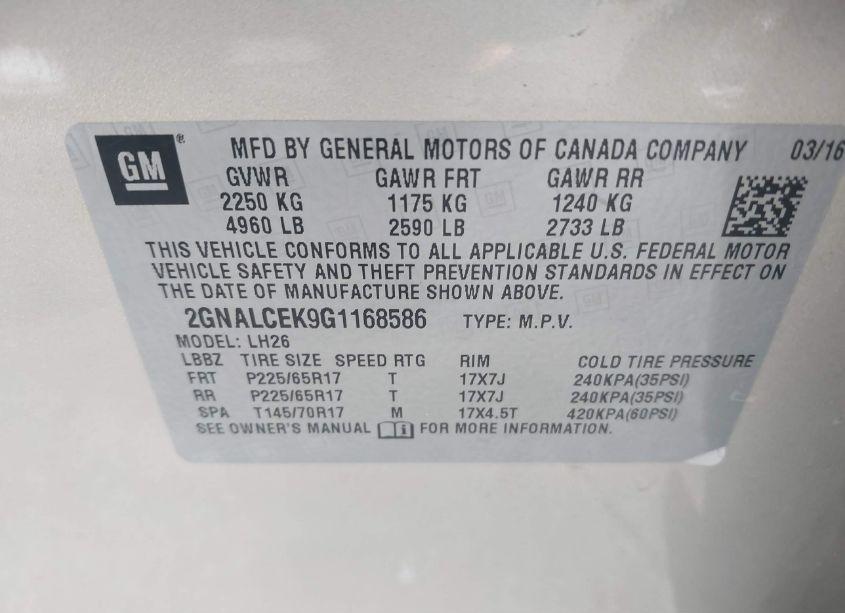 GM® MFD BY GENERAL MOTORS OF CANADA COMPANY 03/16
GVWR GAWR FRT GAWR RR
2250 KG 1175 KG 1240 KG
4960 LB 2590 LB 2733 LB
THIS VEHICLE CONFORMS TO ALL APPLICABLE U.S. FEDERAL MOTOR
VEHICLE SAFETY AND THEFT PREVENTION STANDARDS IN EFFECT ON
THE DATE OF MANUFACTURE SHOWN ABOVE.
2GNALCEK9G1168586 TYPE: M.P.V.
MODEL: LH26
LBBZ TIRE SIZE SPEED RTG RIM COLD TIRE PRESSURE
FRT P225/65R17 T 17X7J 240KPA(35PSI)
RR P225/65R17 T 17X7J 240KPA(35PSI)
SPA T145/70R17 M 17X4.5T 420KPA(60PSI)
SEE OWNER'S MANUAL FOR MORE INFORMATION.